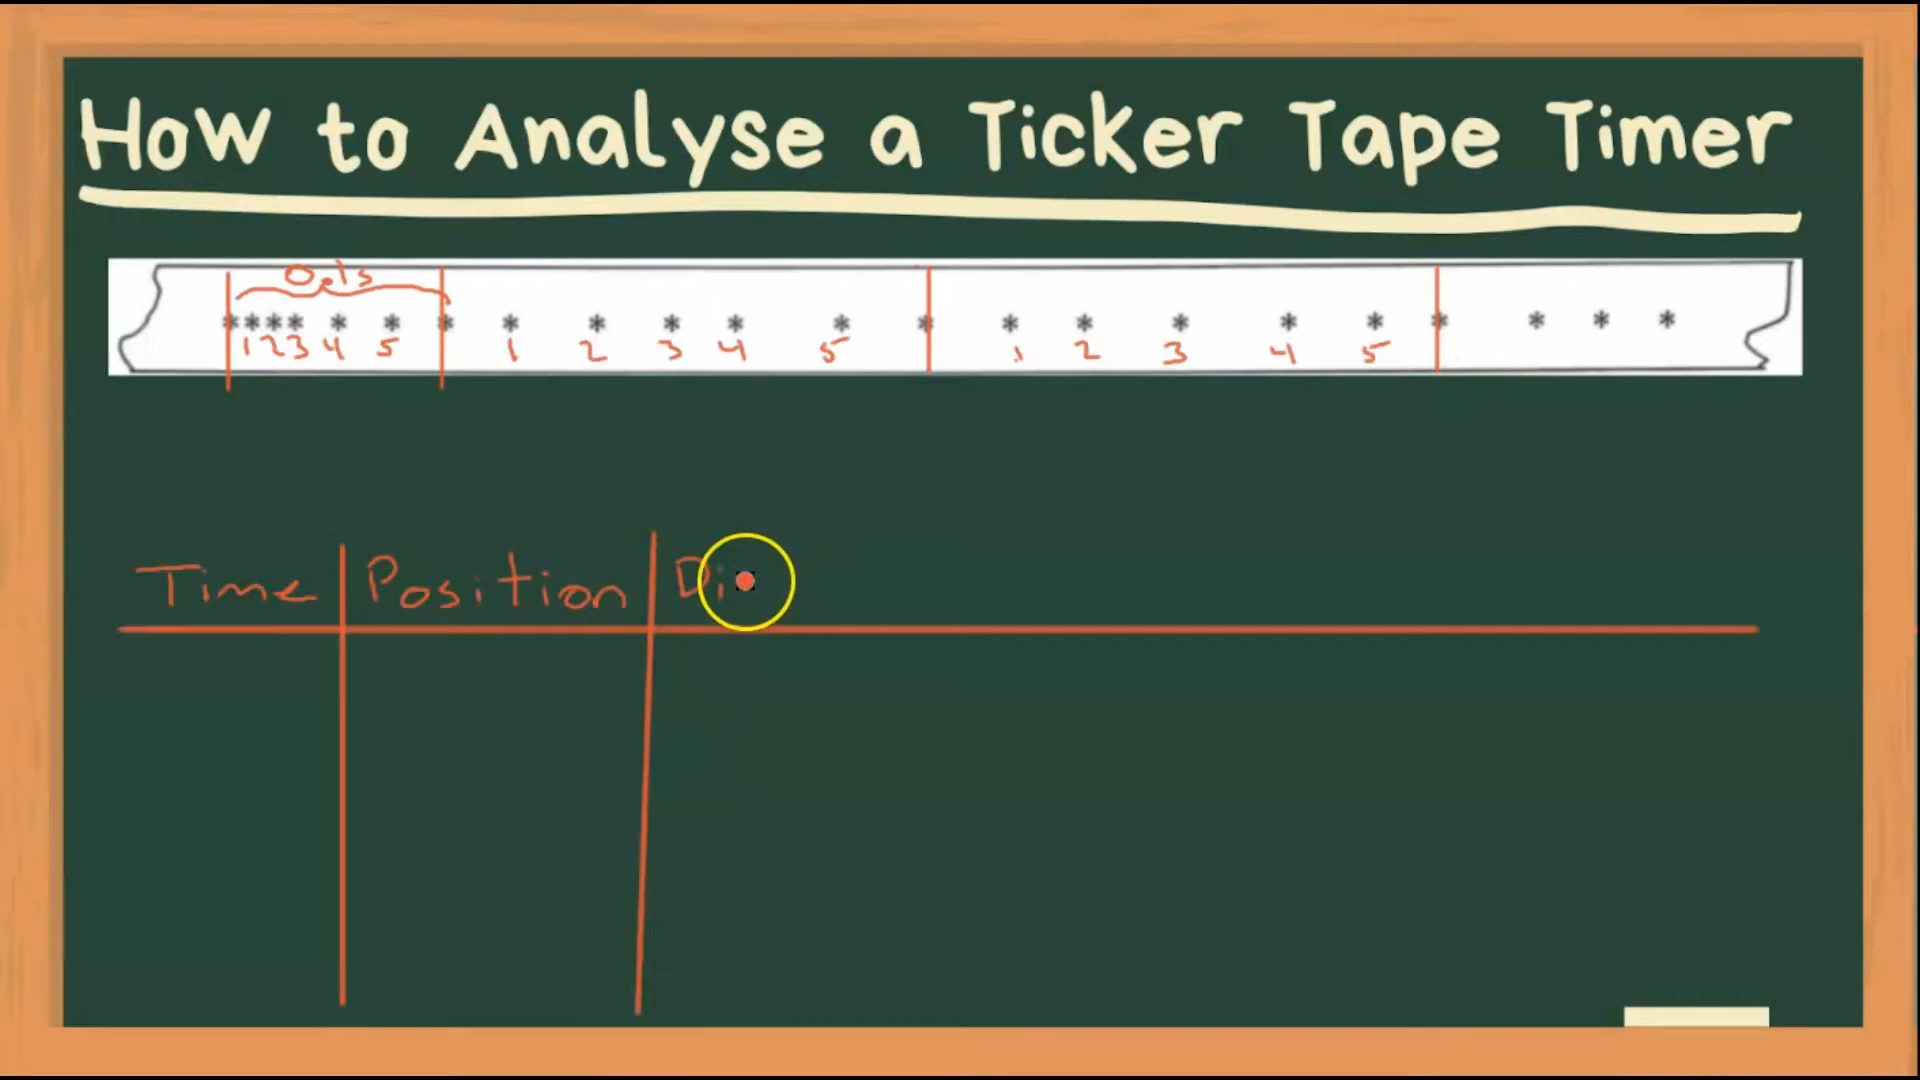 How to Analyse a Ticker Tape Timer
0.1s
* * * * * * * * * * * * * * * * * * * * * *
1 2 3 4 5 1 2 3 4 5 1 2 3 4 5
Time Position Di